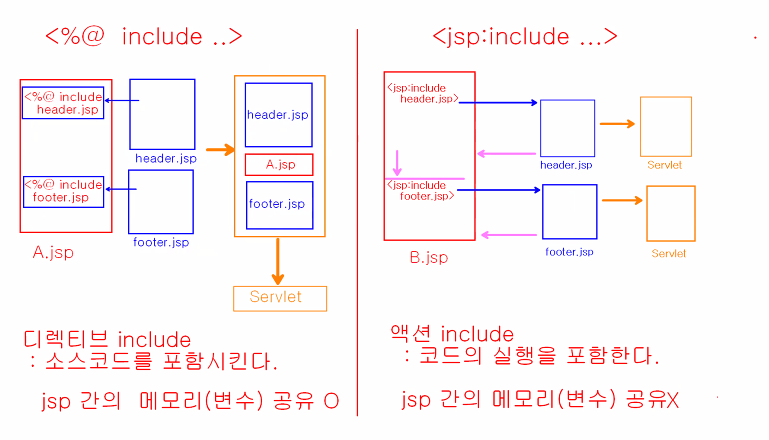 <%@ include ..>
<%@ include
header.jsp
header.jsp
<%@ include
footer.jsp
footer.jsp
A.jsp
header.jsp
A.jsp
footer.jsp
Servlet
디렉티브 include
: 소스코드를 포함시킨다.
jsp 간의 메모리(변수) 공유 O
<jsp:include ...>
<jsp:include
header.jsp>
header.jsp
Servlet
<jsp:include
footer.jsp>
footer.jsp
Servlet
B.jsp
액션 include
: 코드의 실행을 포함한다.
jsp 간의 메모리(변수) 공유X